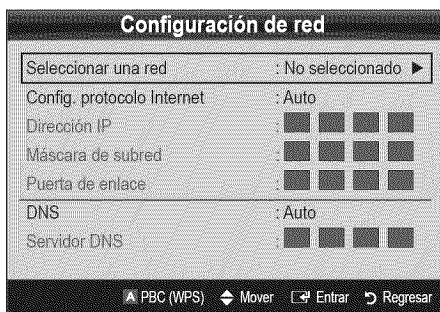 Configuración de red
Seleccionar una red : No seleccionado ▶
Config. protocolo Internet : Auto
Dirección IP :
Máscara de subred :
Puerta de enlace :
DNS : Auto
Servidor DNS :
A PBC (WPS) Mover Entrar Regresar